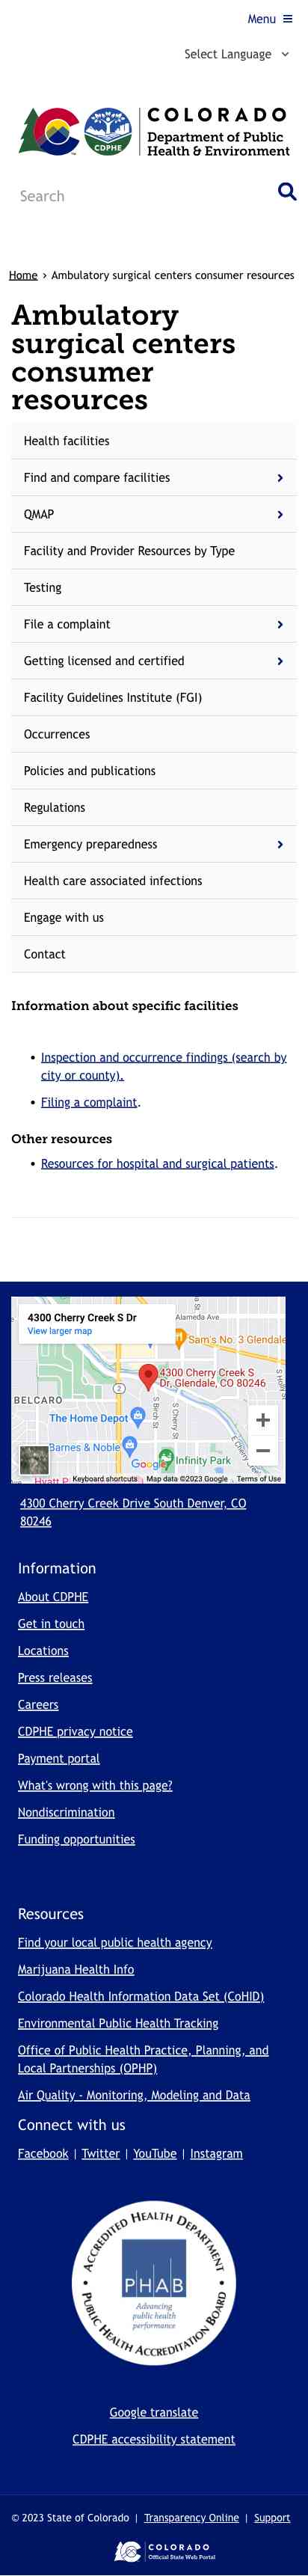 Menu
Select Language
CDPHE
COLORADO
Department of Public
Health & Environment
Search
Home > Ambulatory surgical centers consumer resources
Ambulatory
surgical centers
consumer
resources
Health facilities
Find and compare facilities
QMAP
Facility and Provider Resources by Type
Testing
File a complaint
Getting licensed and certified
Facility Guidelines Institute (FGI)
Occurrences
Policies and publications
Regulations
Emergency preparedness
Health care associated infections
Engage with us
Contact
Information about specific facilities
• Inspection and occurrence findings (search by
city or county).
• Filing a complaint.
Other resources
• Resources for hospital and surgical patients.
4300 Cherry Creek S Dr
View larger map
Alameda Ave
Sam's No. 3 Glendale
4300 Cherry Creek S
Dr, Glendale, CO 80246
2
BELCARO
S Birch St
S Cherry St
S Holly St
The Home Depot
Barnes & Noble
Infinity Park
E Kentucky Ave
Google
Keyboard shortcuts
Map data ©2023 Google
Terms of Use
4300 Cherry Creek Drive South Denver, CO
80246
Information
About CDPHE
Get in touch
Locations
Press releases
Careers
CDPHE privacy notice
Payment portal
What's wrong with this page?
Nondiscrimination
Funding opportunities
Resources
Find your local public health agency
Marijuana Health Info
Colorado Health Information Data Set (CoHID)
Environmental Public Health Tracking
Office of Public Health Practice, Planning, and
Local Partnerships (OPHP)
Air Quality - Monitoring, Modeling and Data
Connect with us
Facebook | Twitter | YouTube | Instagram
ACCREDITED HEALTH DEPARTMENT
PHAB
Advancing
public health
performance
PUBLIC HEALTH ACCREDITATION BOARD
Google translate
CDPHE accessibility statement
© 2023 State of Colorado | Transparency Online | Support
COLORADO
Official State Web Portal